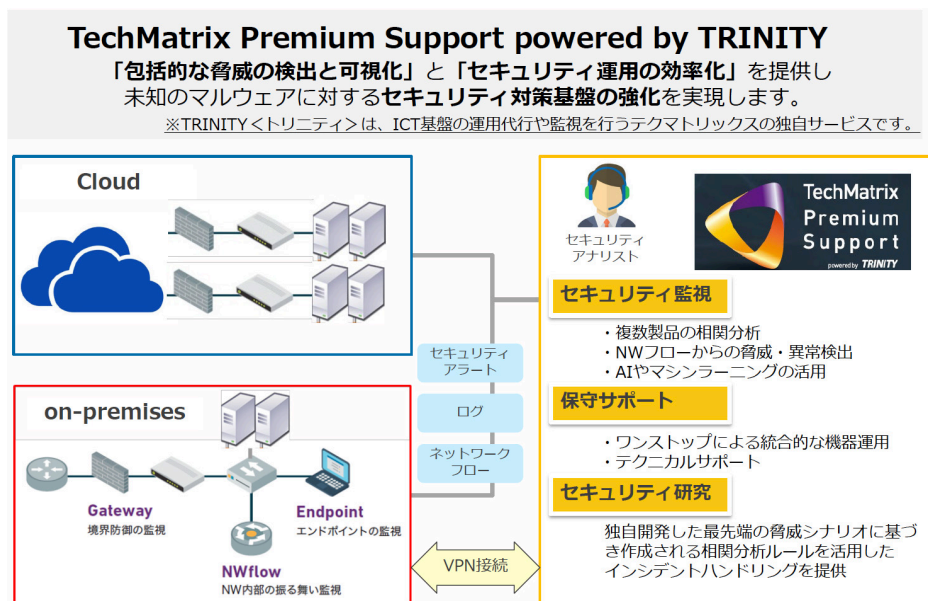 TechMatrix Premium Support powered by TRINITY
「包括的な脅威の検出と可視化」と「セキュリティ運用の効率化」を提供し
未知のマルウェアに対するセキュリティ対策基盤の強化を実現します。
※TRINITY＜トリニティ＞は、ICT基盤の運用代行や監視を行うテクマトリックスの独自サービスです。
Cloud
セキュリティ
アラート
ログ
ネットワーク
フロー
on-premises
Gateway
境界防御の監視
Endpoint
エンドポイントの監視
NWflow
NW内部の振る舞い監視
VPN接続
セキュリティ
アナリスト
TechMatrix
Premium
Support
powered by TRINITY
セキュリティ監視
・複数製品の相関分析
・NWフローからの脅威・異常検出
・AIやマシンラーニングの活用
保守サポート
・ワンストップによる統合的な機器運用
・テクニカルサポート
セキュリティ研究
独自開発した最先端の脅威シナリオに基づ
き作成される相関分析ルールを活用した
インシデントハンドリングを提供